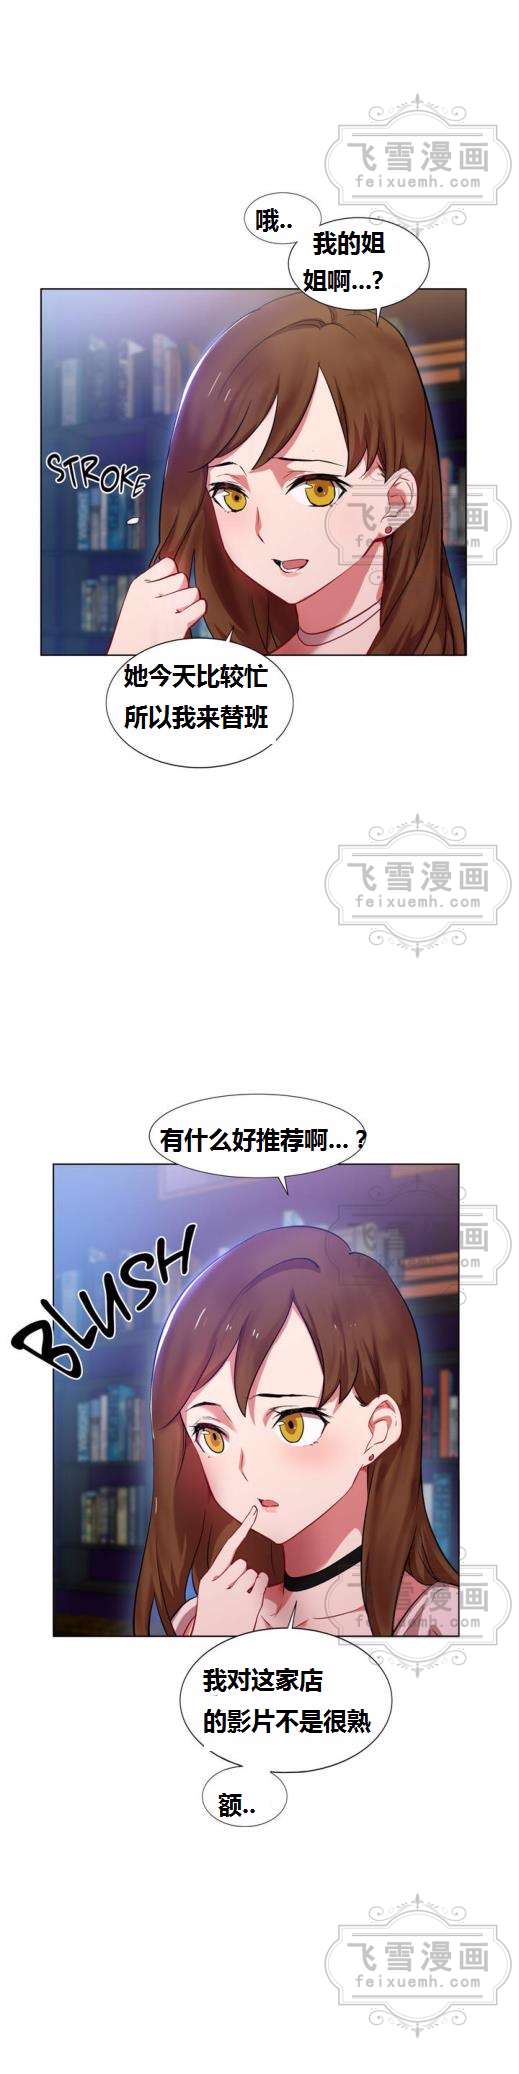 飞雪漫画
feixuemh.com
哦..
我的姐
姐啊...?
STROKE
飞雪漫画
feixuemh.com
她今天比较忙
所以我来替班
飞雪漫画
feixuemh.com
有什么好推荐啊...?
飞雪漫画
feixuemh.com
BLUSH
飞雪漫画
feixuemh.com
我对这家店
的影片不是很熟
额..
飞雪漫画
feixuemh.com